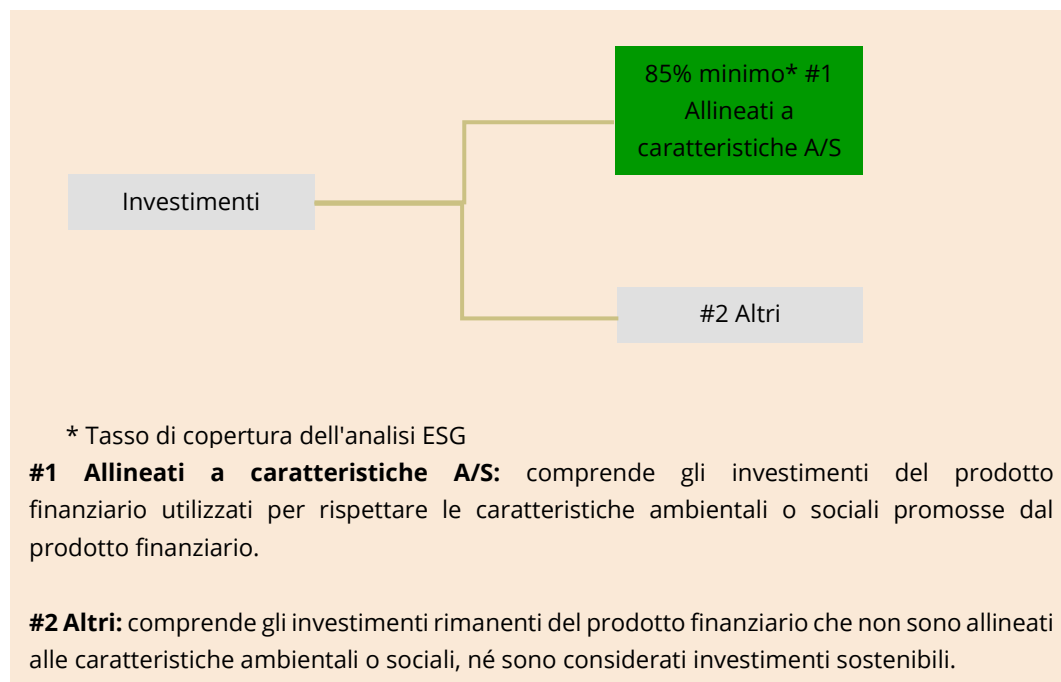 85% minimo* #1
Allineati a
caratteristiche A/S
Investimenti
#2 Altri
* Tasso di copertura dell'analisi ESG
#1 Allineati a caratteristiche A/S: comprende gli investimenti del prodotto
finanziario utilizzati per rispettare le caratteristiche ambientali o sociali promosse dal
prodotto finanziario.
#2 Altri: comprende gli investimenti rimanenti del prodotto finanziario che non sono allineati
alle caratteristiche ambientali o sociali, né sono considerati investimenti sostenibili.